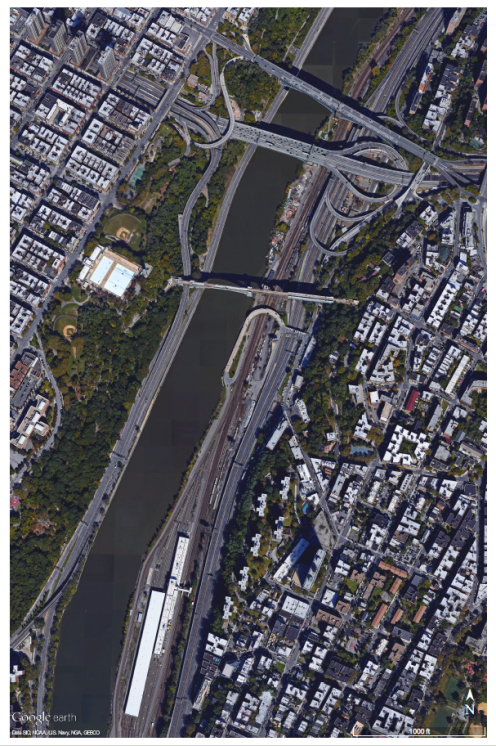 Google earth
Data SIO, NOAA, U.S. Navy, NGA, GEBCO
N
1000 ft